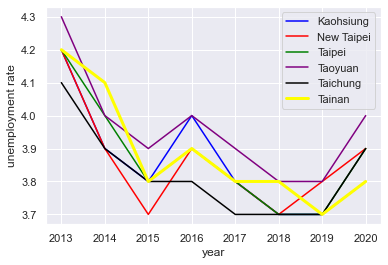 Kaohsiung
New Taipei
Taipei
Taoyuan
Taichung
Tainan
unemployment rate
4.3
4.2
4.1
4.0
3.9
3.8
3.7
2013 2014 2015 2016 2017 2018 2019 2020
year